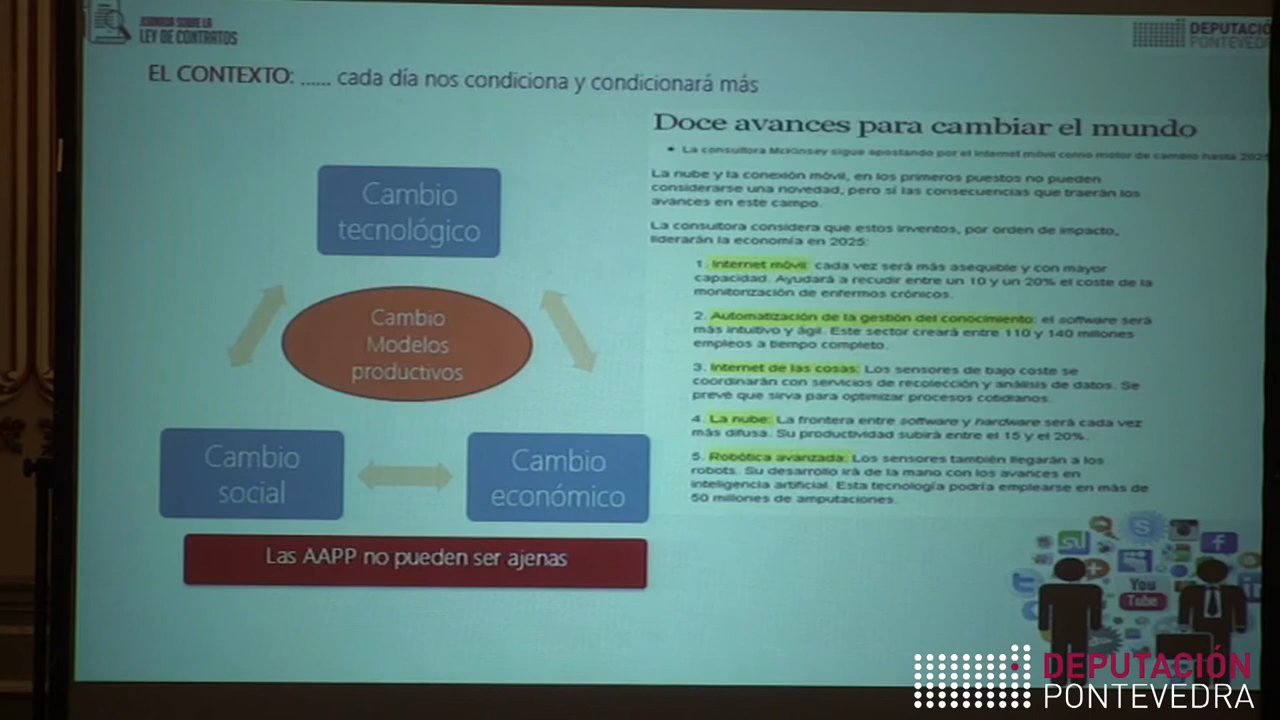 JORNADA SOBRE LA
LEY DE CONTRATOS
DEPUTACIÓ
PONTEVED
EL CONTEXTO: ...... cada día nos condiciona y condicionará más
Cambio
tecnológico
Cambio
Modelos
productivos
Cambio
social
Cambio
económico
Las AAPP no pueden ser ajenas
Doce avances para cambiar el mundo
• La consultora McKinsey sigue apostando por el Internet móvil como motor de cambio hasta 2025
La nube y la conexión móvil, en los primeros puestos no pueden
considerarse una novedad, pero sí las consecuencias que traerán los
avances en este campo.
La consultora considera que estos inventos, por orden de impacto,
liderarán la economía en 2025:
1. Internet móvil: cada vez será más asequible y con mayor
capacidad. Ayudará a recudir entre un 10 y un 20% el coste de la
monitorización de enfermos crónicos.
2. Automatización de la gestión del conocimiento: el software será
más intuitivo y ágil. Este sector creará entre 110 y 140 millones
empleos a tiempo completo.
3. Internet de las cosas: Los sensores de bajo coste se
coordinarán con servicios de recolección y análisis de datos. Se
prevé que sirva para optimizar procesos cotidianos.
4. La nube: La frontera entre software y hardware será cada vez
más difusa. Su productividad subirá entre el 15 y el 20%.
5. Robótica avanzada: Los sensores también llegarán a los
robots. Su desarrollo irá de la mano con los avances en
inteligencia artificial. Esta tecnología podría emplearse en más de
50 millones de amputaciones.
You
Tube
DEPUTACIÓN
PONTEVEDRA